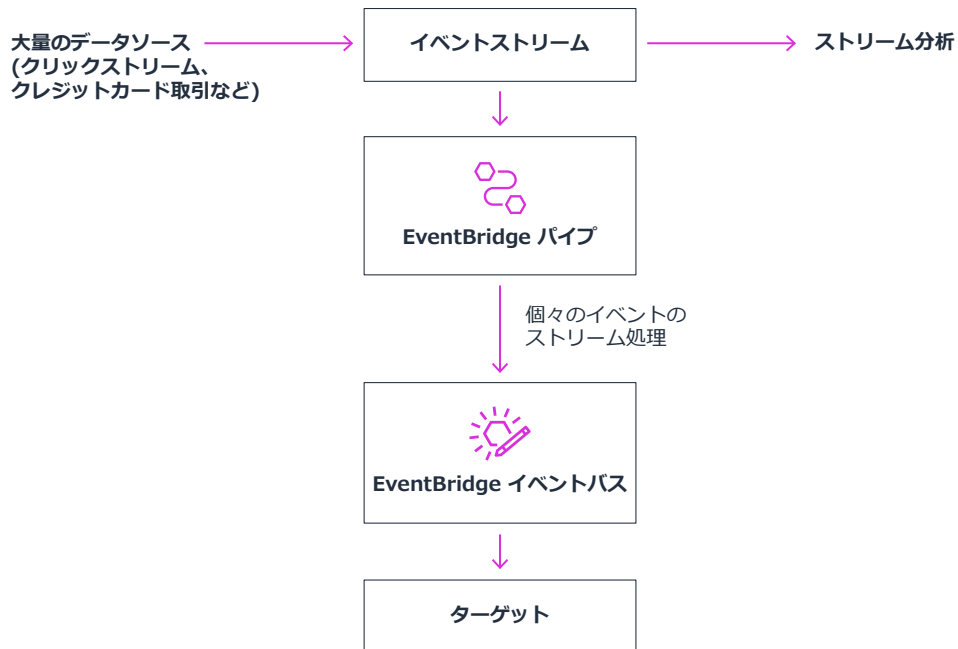 大量のデータソース
(クリックストリーム、
クレジットカード取引など)
イベントストリーム
ストリーム分析
EventBridge パイプ
個々のイベントの
ストリーム処理
EventBridge イベントバス
ターゲット